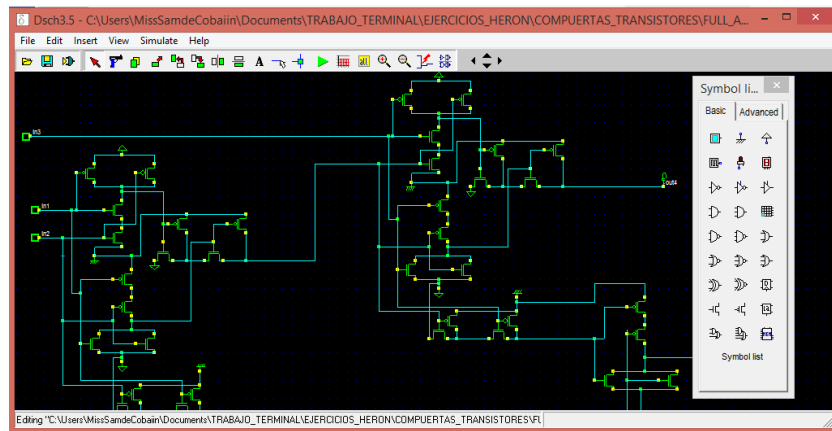 Dsch3.5 - C:\Users\MissSamdeCobaiin\Documents\TRABAJO_TERMINAL\EJERCICIOS_HERON\COMPUERTAS_TRANSISTORES\FULL_A...
File Edit Insert View Simulate Help
Symbol li...
Basic Advanced
in3
in1
in2
out4
Symbol list
Editing "C:\Users\MissSamdeCobaiin\Documents\TRABAJO_TERMINAL\EJERCICIOS_HERON\COMPUERTAS_TRANSISTORES\FU